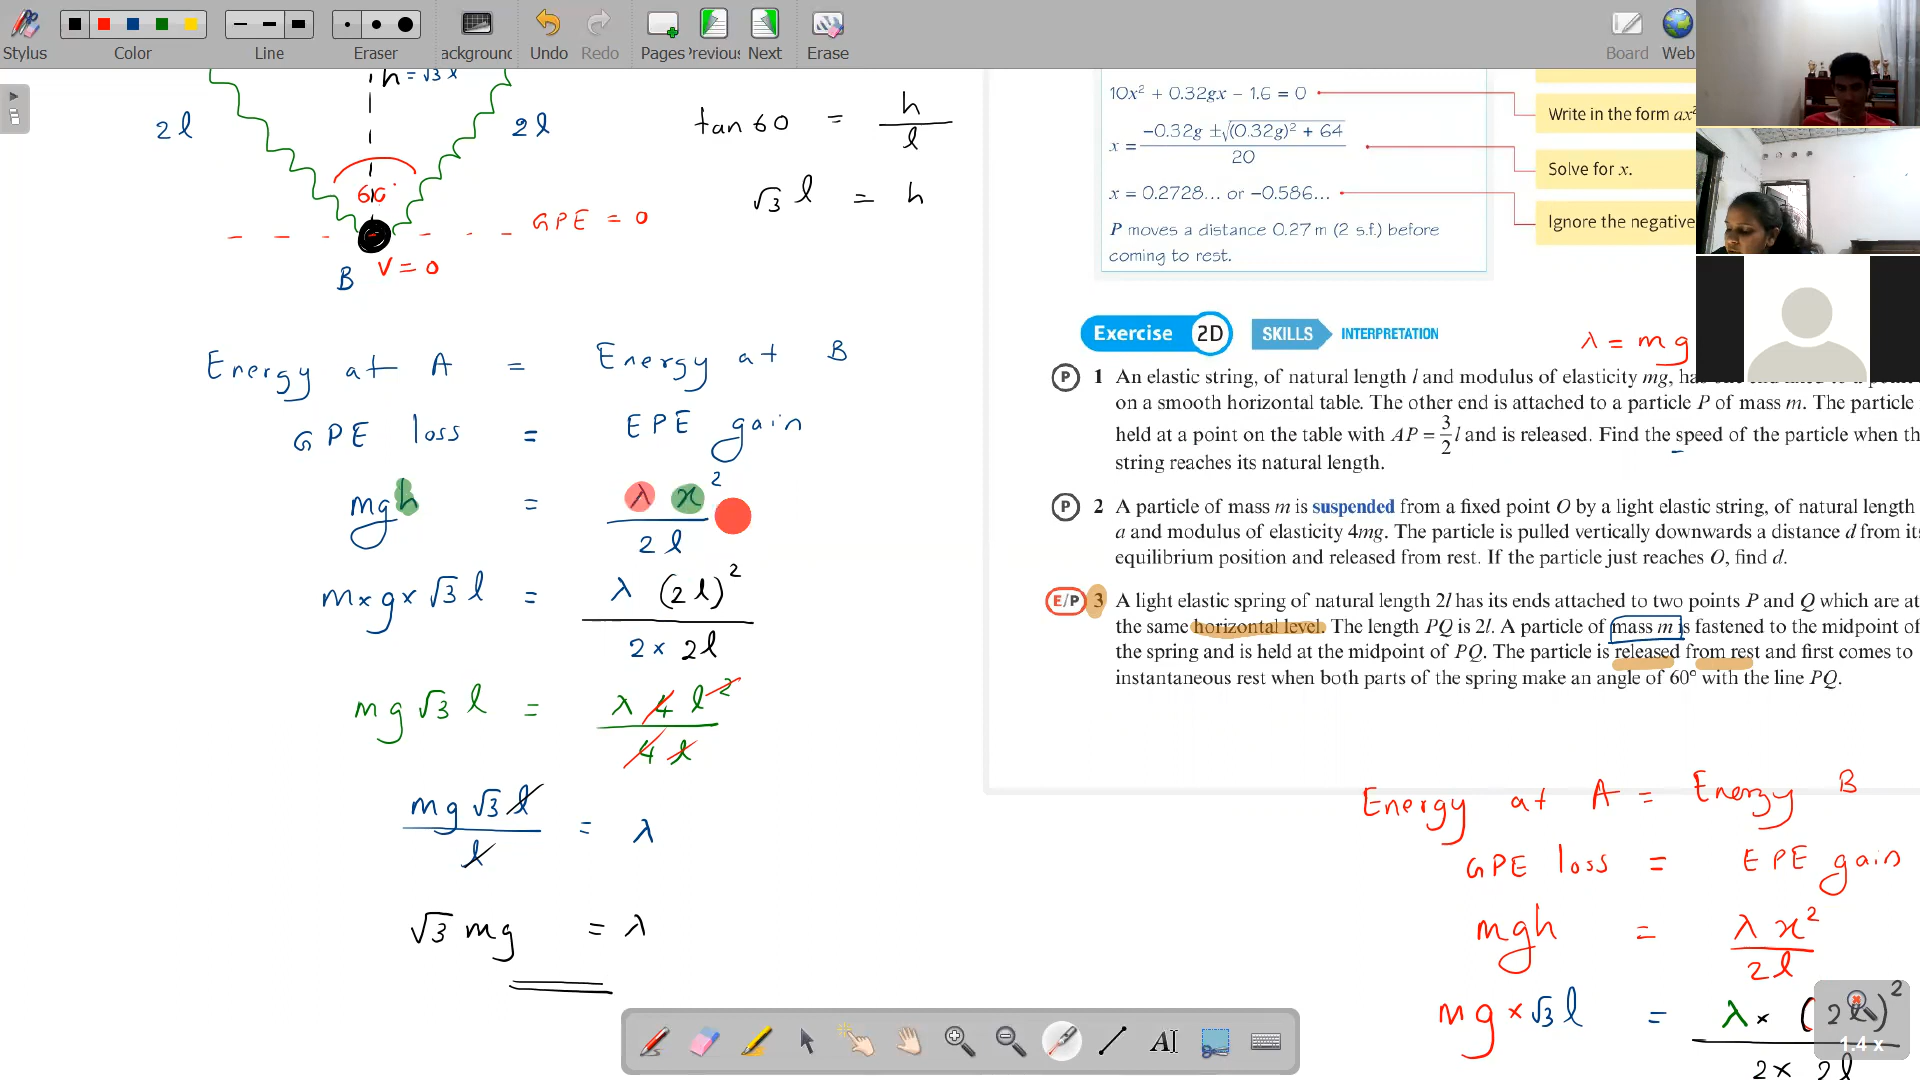 Stylus
Color
Line
Eraser
ackground
Undo
Redo
Pages
Previous
Next
Erase
Board
Web
h = √3 x
2l
2l
60°
GPE = 0
B
V = 0
tan 60 = h / l
√3 l = h
Energy at A = Energy at B
GPE loss = EPE gain
mgh = λ x² / 2l
m×g×√3 l = λ (2l)² / 2 × 2l
mg√3 l = λ 4 l² / 4 l
mg√3 l / l = λ
√3 mg = λ
10x² + 0.32gx − 1.6 = 0
Write in the form ax²
x = −0.32g ±√(0.32g)² + 64 / 20
Solve for x.
x = 0.2728... or −0.586...
Ignore the negative
P moves a distance 0.27 m (2 s.f.) before
coming to rest.
Exercise 2D SKILLS INTERPRETATION
λ = mg
P 1 An elastic string, of natural length l and modulus of elasticity mg,
on a smooth horizontal table. The other end is attached to a particle P of mass m. The particle
held at a point on the table with AP = 3/2 l and is released. Find the speed of the particle when th
string reaches its natural length.
P 2 A particle of mass m is suspended from a fixed point O by a light elastic string, of natural length
a and modulus of elasticity 4mg. The particle is pulled vertically downwards a distance d from its
equilibrium position and released from rest. If the particle just reaches O, find d.
E/P 3 A light elastic spring of natural length 2l has its ends attached to two points P and Q which are at
the same horizontal level. The length PQ is 2l. A particle of mass m is fastened to the midpoint of
the spring and is held at the midpoint of PQ. The particle is released from rest and first comes to
instantaneous rest when both parts of the spring make an angle of 60° with the line PQ.
Energy at A = Energy B
GPE loss = EPE gain
mgh = λ x² / 2l
mg × √3 l = λ × (2l)² / 2× 2l
1.4 x